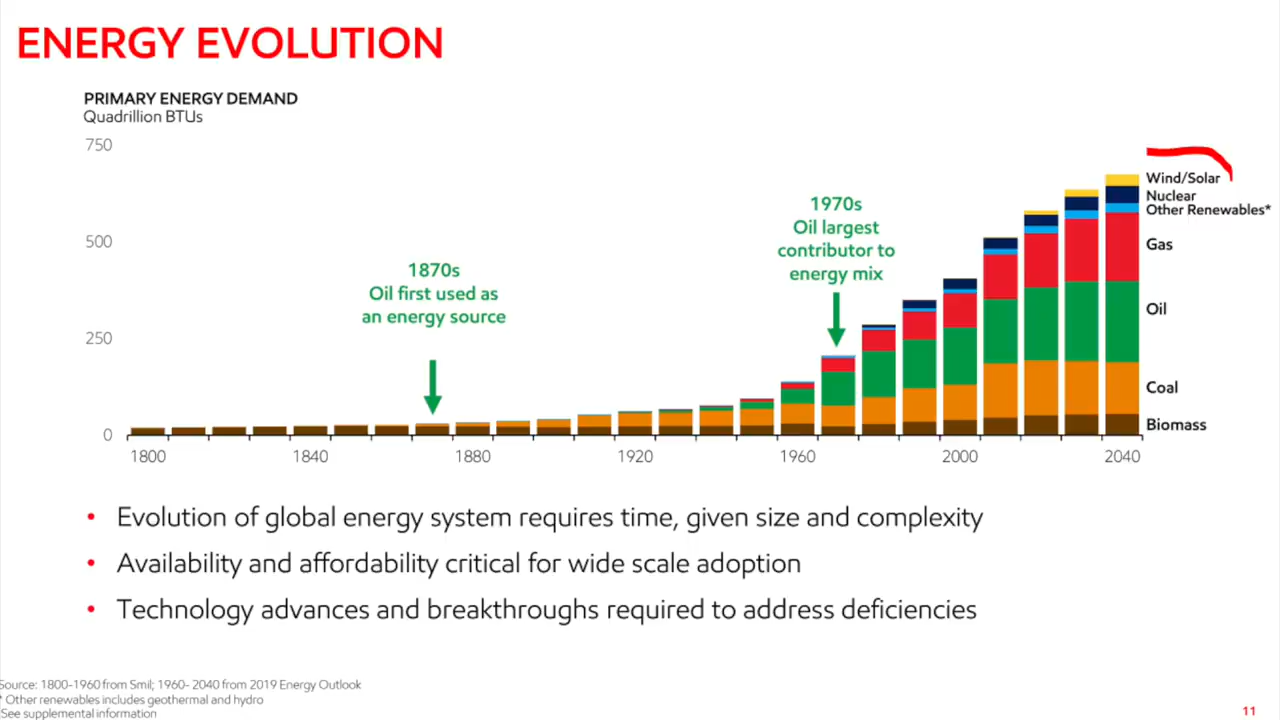 ENERGY EVOLUTION
PRIMARY ENERGY DEMAND
Quadrillion BTUs
750
500
250
0
1870s
Oil first used as
an energy source
1970s
Oil largest
contributor to
energy mix
Wind/Solar
Nuclear
Other Renewables*
Gas
Oil
Coal
Biomass
1800 1840 1880 1920 1960 2000 2040
• Evolution of global energy system requires time, given size and complexity
• Availability and affordability critical for wide scale adoption
• Technology advances and breakthroughs required to address deficiencies
Source: 1800-1960 from Smil; 1960- 2040 from 2019 Energy Outlook
* Other renewables includes geothermal and hydro
See supplemental information
11